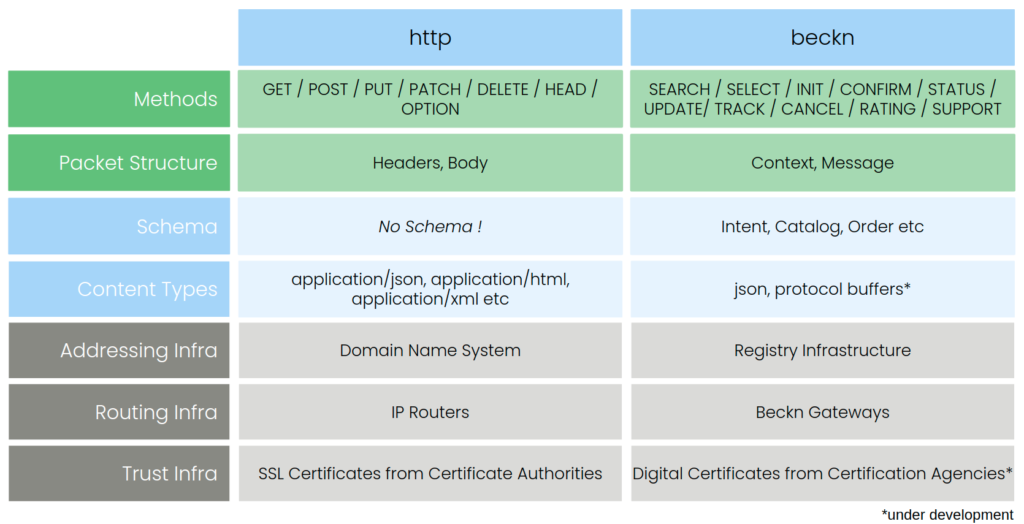 http
beckn
Methods
GET / POST / PUT / PATCH / DELETE / HEAD /
OPTION
SEARCH / SELECT / INIT / CONFIRM / STATUS /
UPDATE/ TRACK / CANCEL / RATING / SUPPORT
Packet Structure
Headers, Body
Context, Message
Schema
No Schema !
Intent, Catalog, Order etc
Content Types
application/json, application/html,
application/xml etc
json, protocol buffers*
Addressing Infra
Domain Name System
Registry Infrastructure
Routing Infra
IP Routers
Beckn Gateways
Trust Infra
SSL Certificates from Certificate Authorities
Digital Certificates from Certification Agencies*
*under development